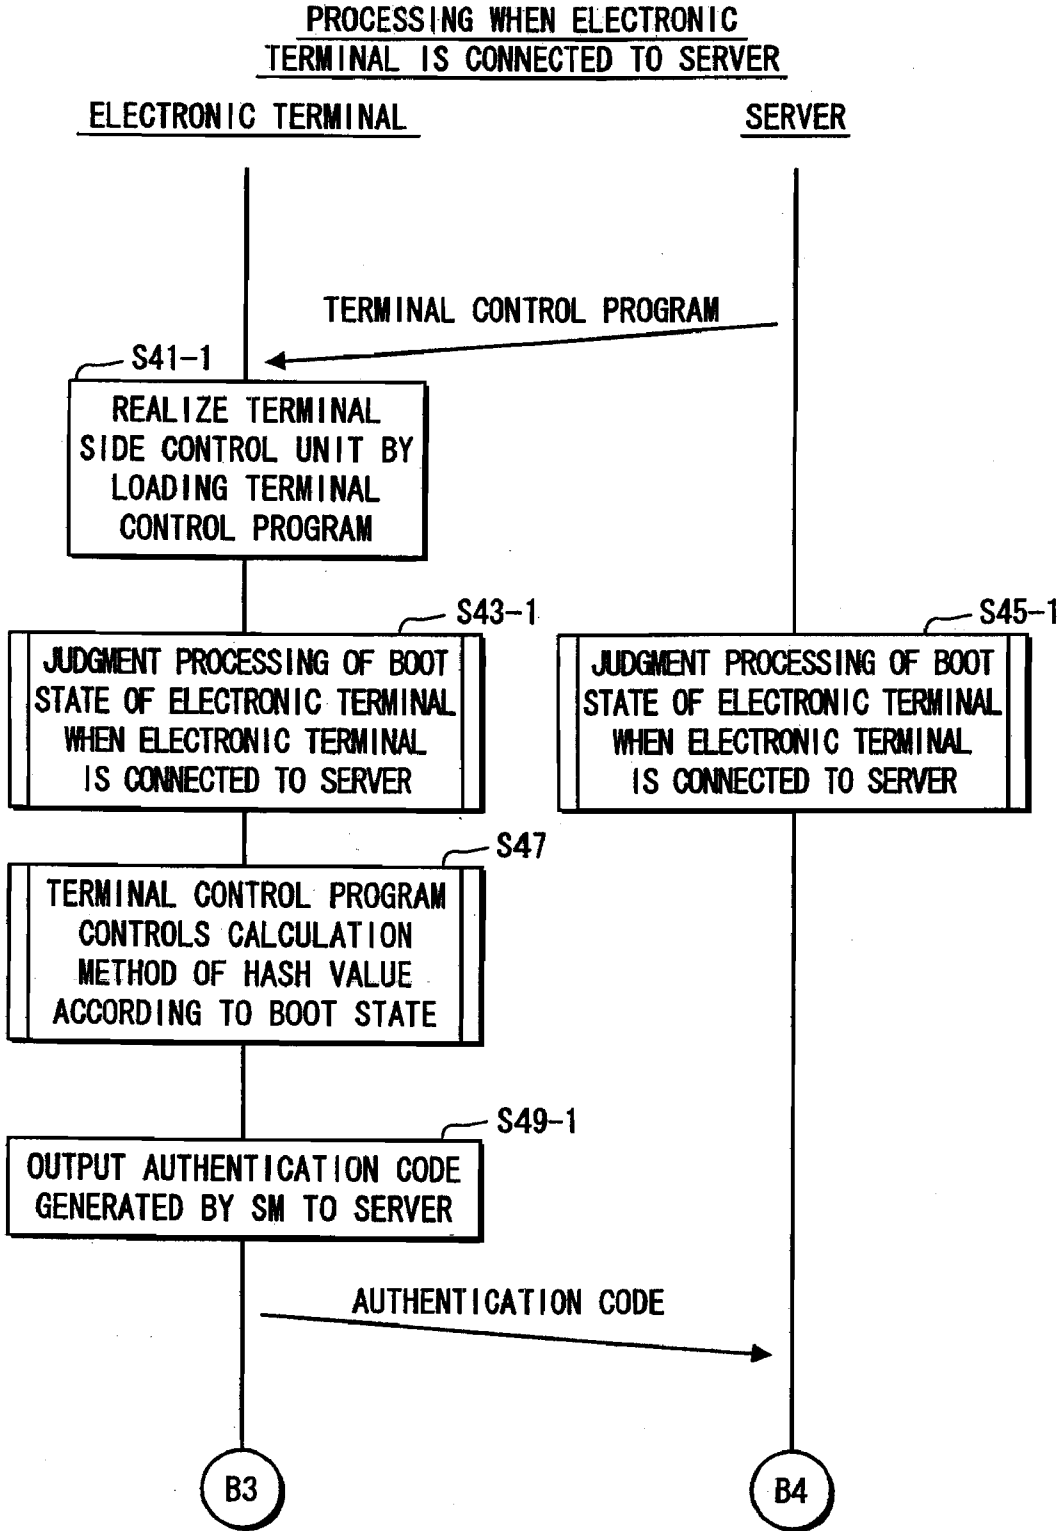 PROCESSING WHEN ELECTRONIC
TERMINAL IS CONNECTED TO SERVER
ELECTRONIC TERMINAL
SERVER
TERMINAL CONTROL PROGRAM
S41-1
REALIZE TERMINAL
SIDE CONTROL UNIT BY
LOADING TERMINAL
CONTROL PROGRAM
S43-1
JUDGMENT PROCESSING OF BOOT
STATE OF ELECTRONIC TERMINAL
WHEN ELECTRONIC TERMINAL
IS CONNECTED TO SERVER
S45-1
JUDGMENT PROCESSING OF BOOT
STATE OF ELECTRONIC TERMINAL
WHEN ELECTRONIC TERMINAL
IS CONNECTED TO SERVER
S47
TERMINAL CONTROL PROGRAM
CONTROLS CALCULATION
METHOD OF HASH VALUE
ACCORDING TO BOOT STATE
S49-1
OUTPUT AUTHENTICATION CODE
GENERATED BY SM TO SERVER
AUTHENTICATION CODE
B3
B4